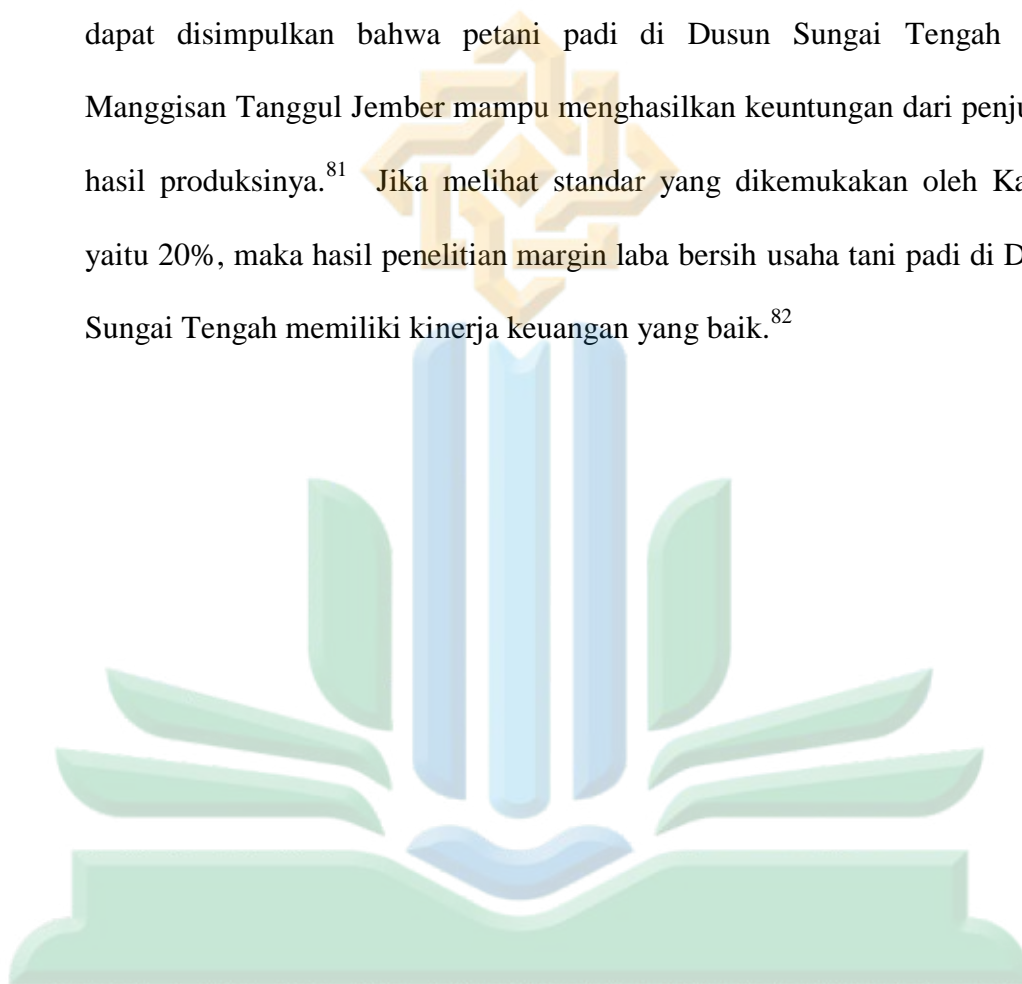 dapat disimpulkan bahwa petani padi di Dusun Sungai Tengah
Manggisan Tanggul Jember mampu menghasilkan keuntungan dari penju
hasil produksinya.81 Jika melihat standar yang dikemukakan oleh Ka
yaitu 20%, maka hasil penelitian margin laba bersih usaha tani padi di D
Sungai Tengah memiliki kinerja keuangan yang baik.82